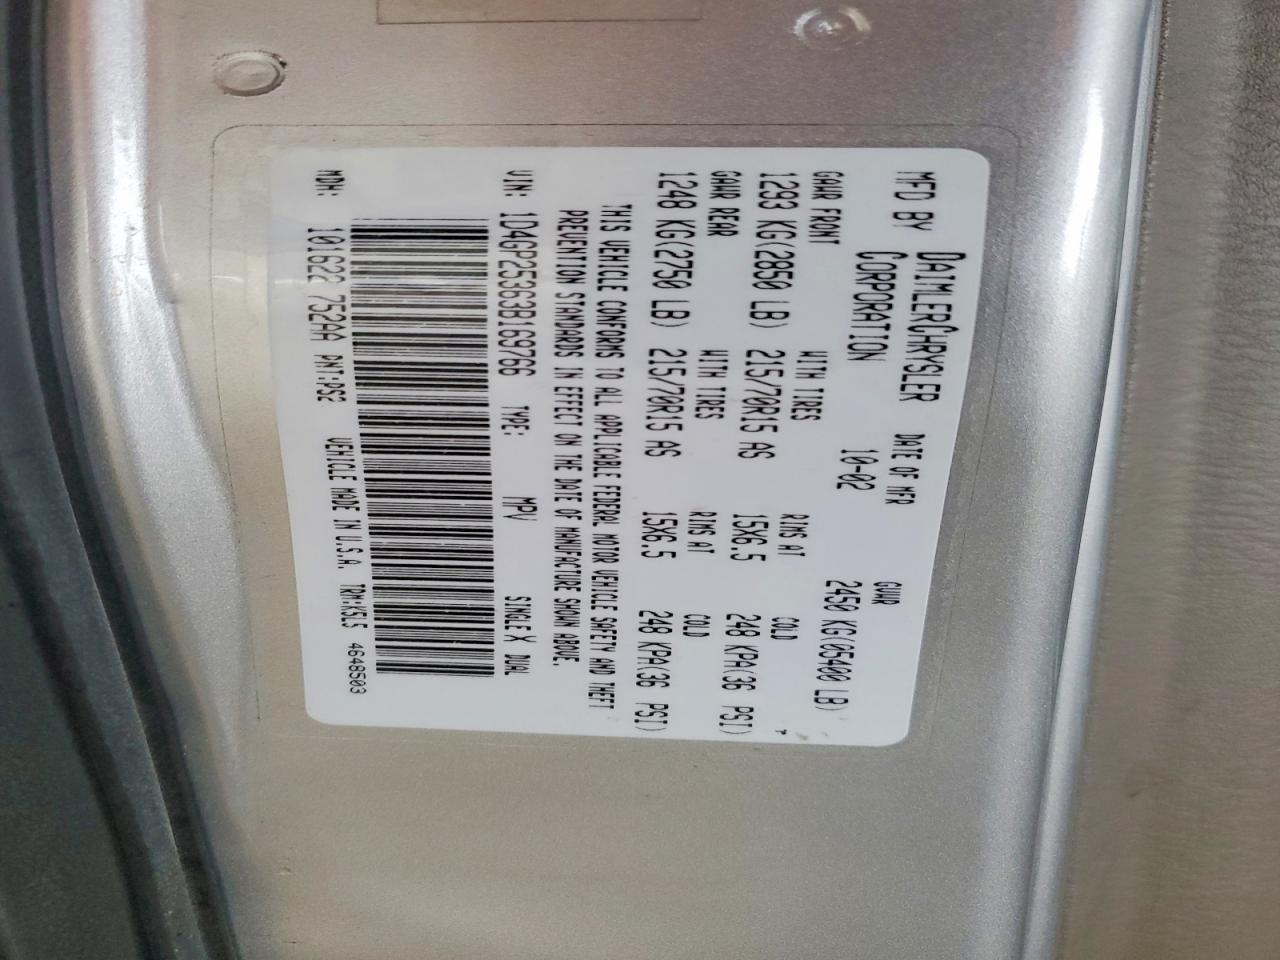 MFD BY DAIMLERCHRYSLER CORPORATION DATE OF MFR 10-02 GVWR 2450 KG(05400 LB)
GAWR FRONT WITH TIRES RIMS AT COLD
1293 KG(2850 LB) 215/70R15 AS 15X6.5 248 KPA(36 PSI)
GAWR REAR WITH TIRES RIMS AT COLD
1248 KG(2750 LB) 215/70R15 AS 15X6.5 248 KPA(36 PSI)
THIS VEHICLE CONFORMS TO ALL APPLICABLE FEDERAL MOTOR VEHICLE SAFETY AND THEFT
PREVENTION STANDARDS IN EFFECT ON THE DATE OF MANUFACTURE SHOWN ABOVE.
VIN: 1D4GP25363B169766 TYPE: MPV SINGLE X DUAL
MDH: 101622 752AA PNT:PS2 VEHICLE MADE IN U.S.A. TRM:K5L5 4648503